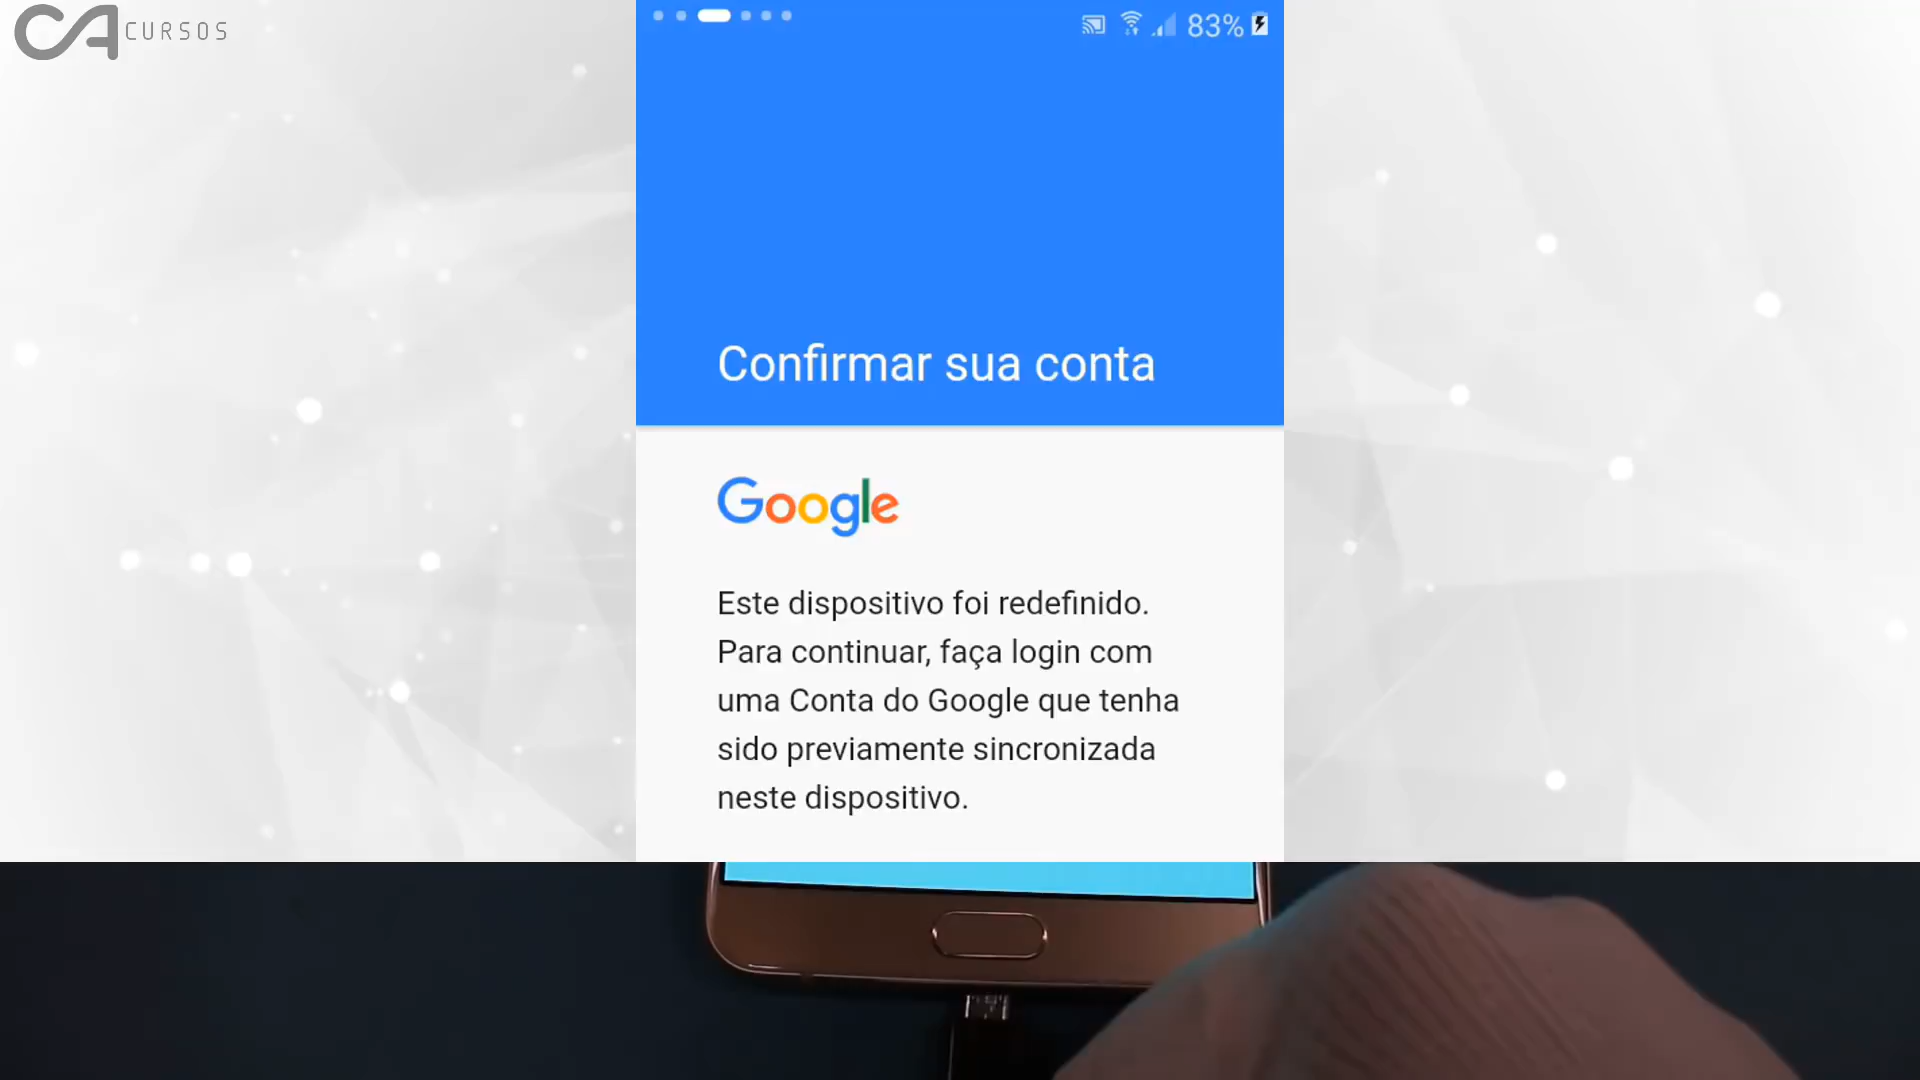 CA CURSOS
83%
Confirmar sua conta
Google
Este dispositivo foi redefinido.
Para continuar, faça login com
uma Conta do Google que tenha
sido previamente sincronizada
neste dispositivo.